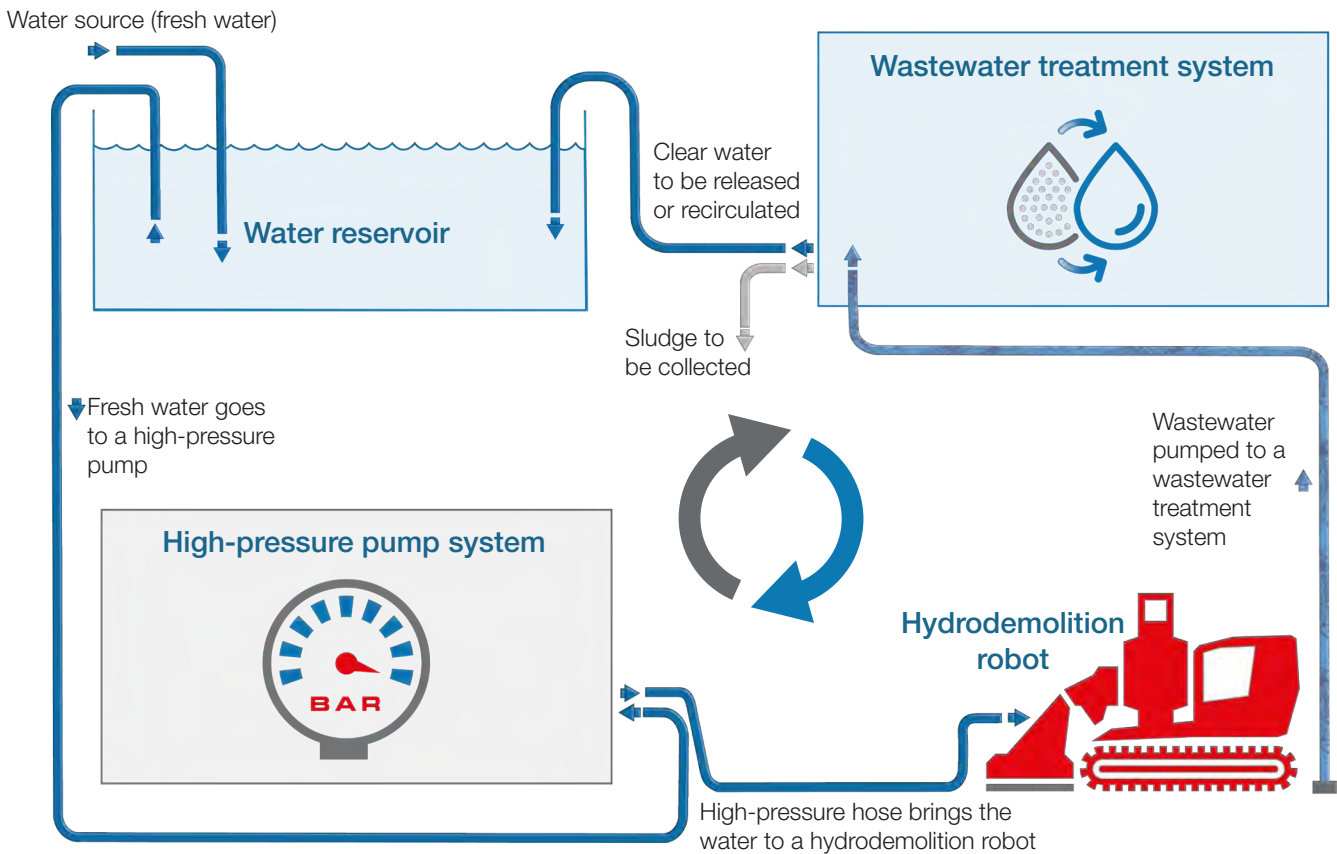 Water source (fresh water)
Wastewater treatment system
Clear water
to be released
or recirculated
Water reservoir
Sludge to
be collected
Fresh water goes
to a high-pressure
pump
Wastewater
pumped to a
wastewater
treatment
system
High-pressure pump system
BAR
Hydrodemolition
robot
High-pressure hose brings the
water to a hydrodemolition robot